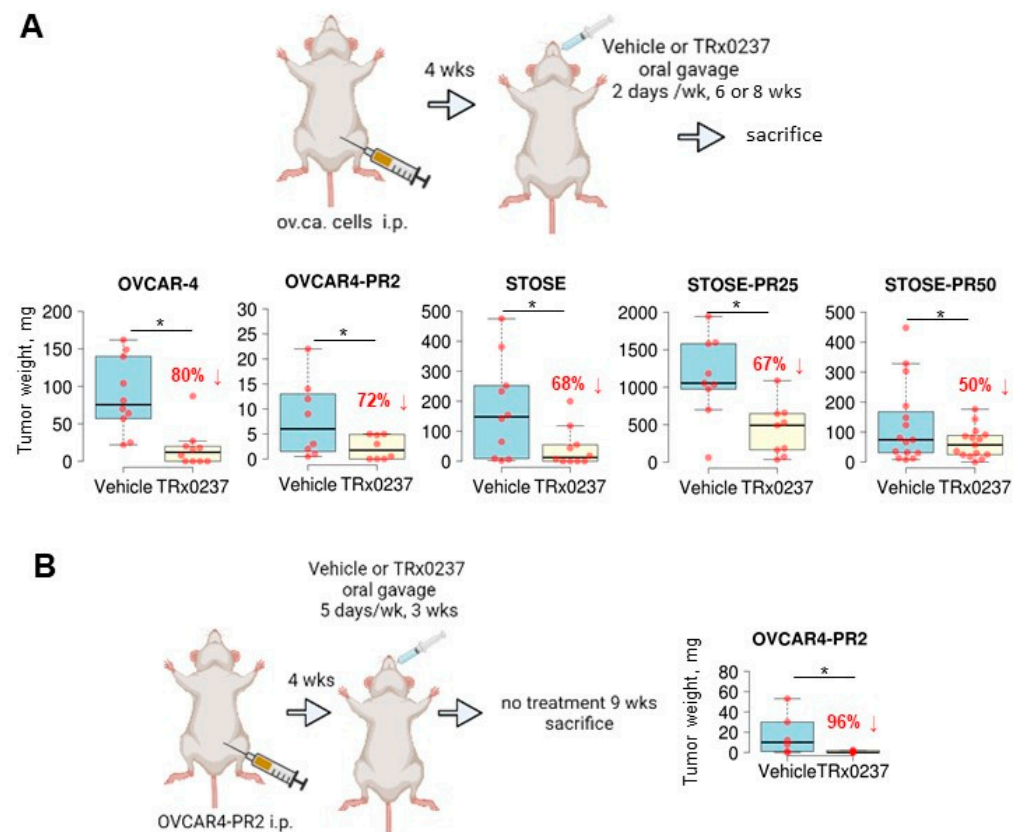 A
4 wks
Vehicle or TRx0237
oral gavage
2 days /wk, 6 or 8 wks
sacrifice
ov.ca. cells i.p.
OVCAR-4
OVCAR4-PR2
STOSE
STOSE-PR25
STOSE-PR50
Tumor weight, mg
200
150
100
50
0
*
80% ↓
Vehicle TRx0237
30
25
20
15
10
5
0
*
72% ↓
Vehicle TRx0237
500
400
300
200
100
0
*
68% ↓
Vehicle TRx0237
2000
1500
1000
500
0
*
67% ↓
Vehicle TRx0237
500
400
300
200
100
0
*
50% ↓
Vehicle TRx0237
B
Vehicle or TRx0237
oral gavage
5 days/wk, 3 wks
4 wks
no treatment 9 wks
sacrifice
OVCAR4-PR2 i.p.
OVCAR4-PR2
Tumor weight, mg
80
60
40
20
0
*
96% ↓
VehicleTRx0237